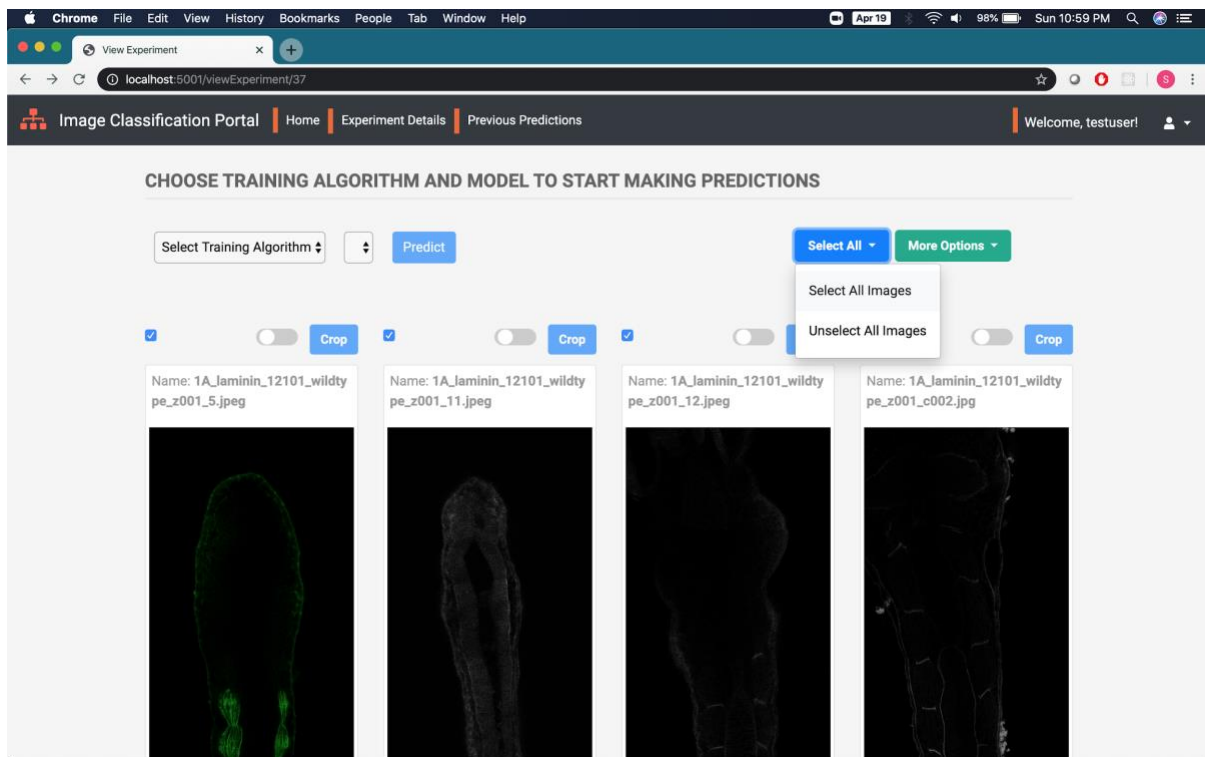 Chrome File Edit View History Bookmarks People Tab Window Help Apr 19 98% Sun 10:59 PM
View Experiment
localhost:5001/viewExperiment/37 S
Image Classification Portal Home Experiment Details Previous Predictions Welcome, testuser!
CHOOSE TRAINING ALGORITHM AND MODEL TO START MAKING PREDICTIONS
Select Training Algorithm Predict Select All More Options
Select All Images
Unselect All Images
Crop Crop Crop
Name: 1A_laminin_12101_wildty Name: 1A_laminin_12101_wildty Name: 1A_laminin_12101_wildty Name: 1A_laminin_12101_wildty
pe_z001_5.jpeg pe_z001_11.jpeg pe_z001_12.jpeg pe_z001_c002.jpg